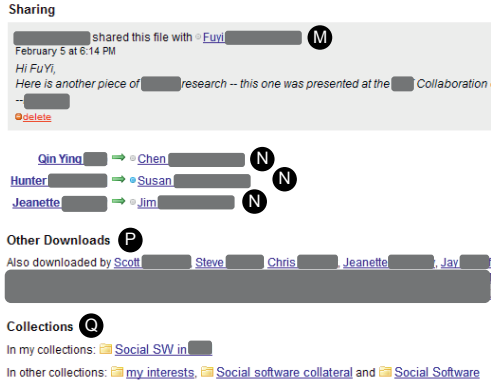 Sharing
shared this file with Fuyi M
February 5 at 6:14 PM
Hi FuYi,
Here is another piece of research -- this one was presented at the Collaboration
--
delete
Qin Ying Chen N
Hunter Susan N
Jeanette Jim N
Other Downloads P
Also downloaded by Scott , Steve Chris , Jeanette , Jay
Collections Q
In my collections: Social SW in
In other collections: my interests, Social software collateral and Social Software